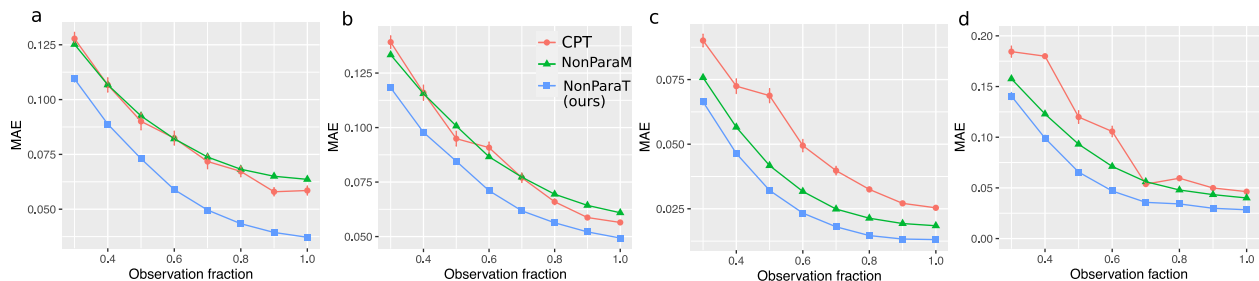 a
MAE
0.125
0.100
0.075
0.050
0.4
0.6
0.8
1.0
Observation fraction
b
MAE
0.125
0.100
0.075
0.050
CPT
NonParaM
NonParaT
(ours)
0.4
0.6
0.8
1.0
Observation fraction
c
MAE
0.075
0.050
0.025
0.4
0.6
0.8
1.0
Observation fraction
d
MAE
0.20
0.15
0.10
0.05
0.00
0.4
0.6
0.8
1.0
Observation faction